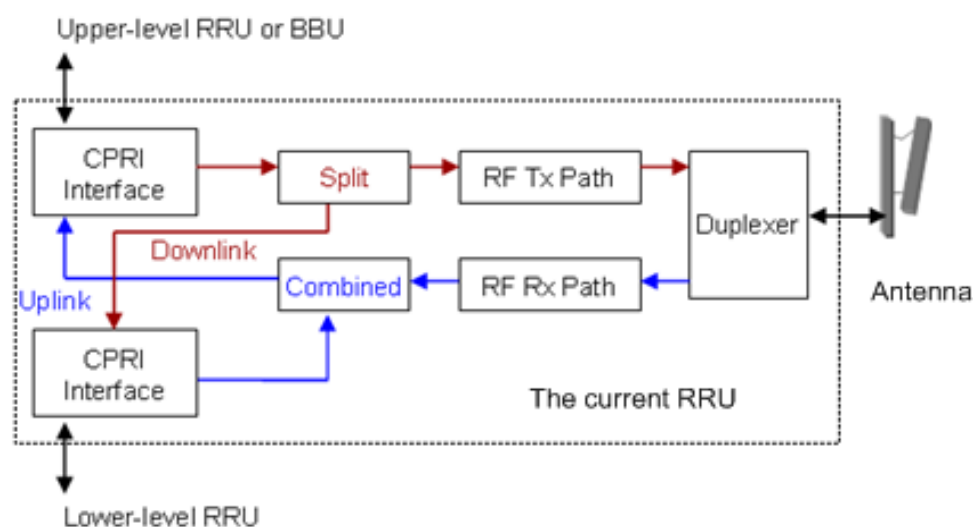 Upper-level RRU or BBU
CPRI
Interface
Split
RF Tx Path
Duplexer
Downlink
Uplink
Combined
RF Rx Path
Antenna
CPRI
Interface
The current RRU
Lower-level RRU